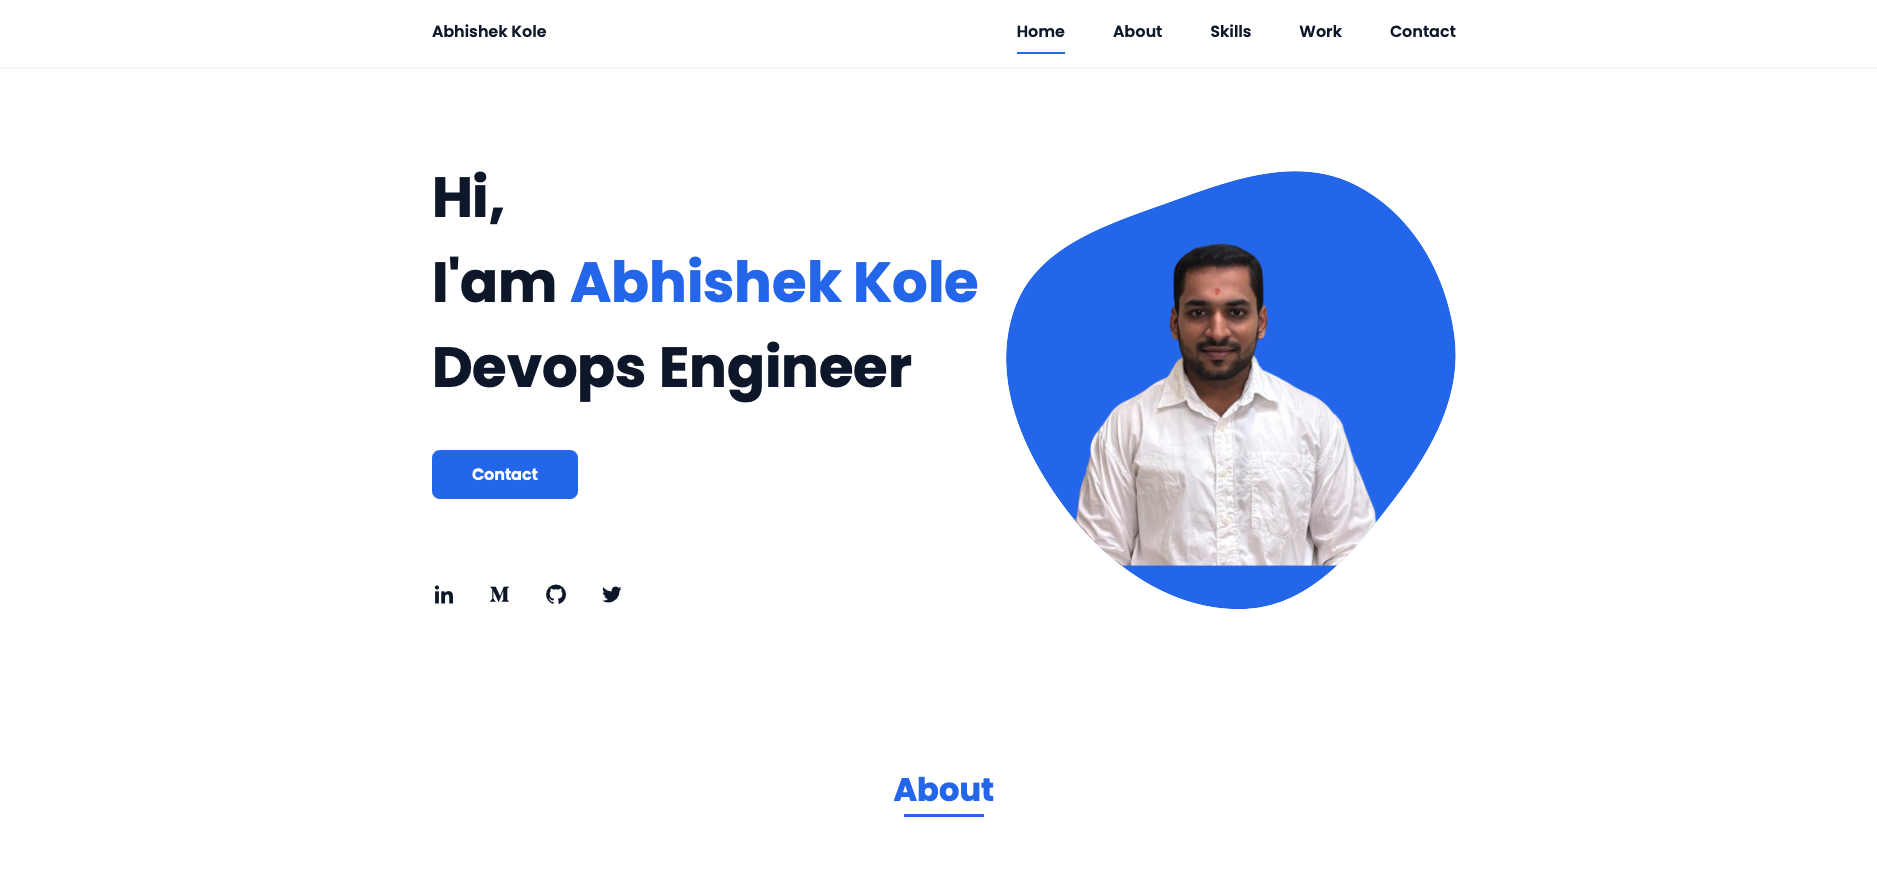 Abhishek Kole
Home About Skills Work Contact
Hi,
I'am Abhishek Kole
Devops Engineer
Contact
in M
About